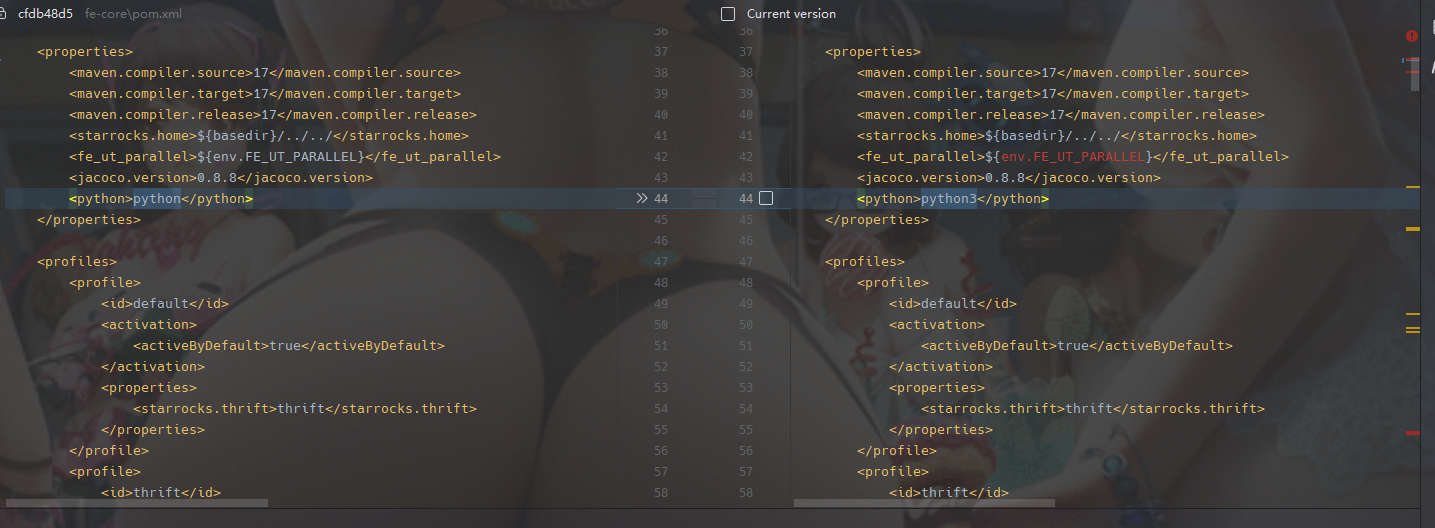 cfdb48d5 fe-core\pom.xml
Current version
36 36
37 <properties>
38 <maven.compiler.source>17</maven.compiler.source>
39 <maven.compiler.target>17</maven.compiler.target>
40 <maven.compiler.release>17</maven.compiler.release>
41 <starrocks.home>${basedir}/../../</starrocks.home>
42 <fe_ut_parallel>${env.FE_UT_PARALLEL}</fe_ut_parallel>
43 <jacoco.version>0.8.8</jacoco.version>
44 <python>python</python>
45 </properties>
46
47 <profiles>
48 <profile>
49 <id>default</id>
50 <activation>
51 <activeByDefault>true</activeByDefault>
52 </activation>
53 <properties>
54 <starrocks.thrift>thrift</starrocks.thrift>
55 </properties>
56 </profile>
57 <profile>
58 <id>thrift</id>
37 <properties>
38 <maven.compiler.source>17</maven.compiler.source>
39 <maven.compiler.target>17</maven.compiler.target>
40 <maven.compiler.release>17</maven.compiler.release>
41 <starrocks.home>${basedir}/../../</starrocks.home>
42 <fe_ut_parallel>${env.FE_UT_PARALLEL}</fe_ut_parallel>
43 <jacoco.version>0.8.8</jacoco.version>
44 <python>python3</python>
45 </properties>
46
47 <profiles>
48 <profile>
49 <id>default</id>
50 <activation>
51 <activeByDefault>true</activeByDefault>
52 </activation>
53 <properties>
54 <starrocks.thrift>thrift</starrocks.thrift>
55 </properties>
56 </profile>
57 <profile>
58 <id>thrift</id>